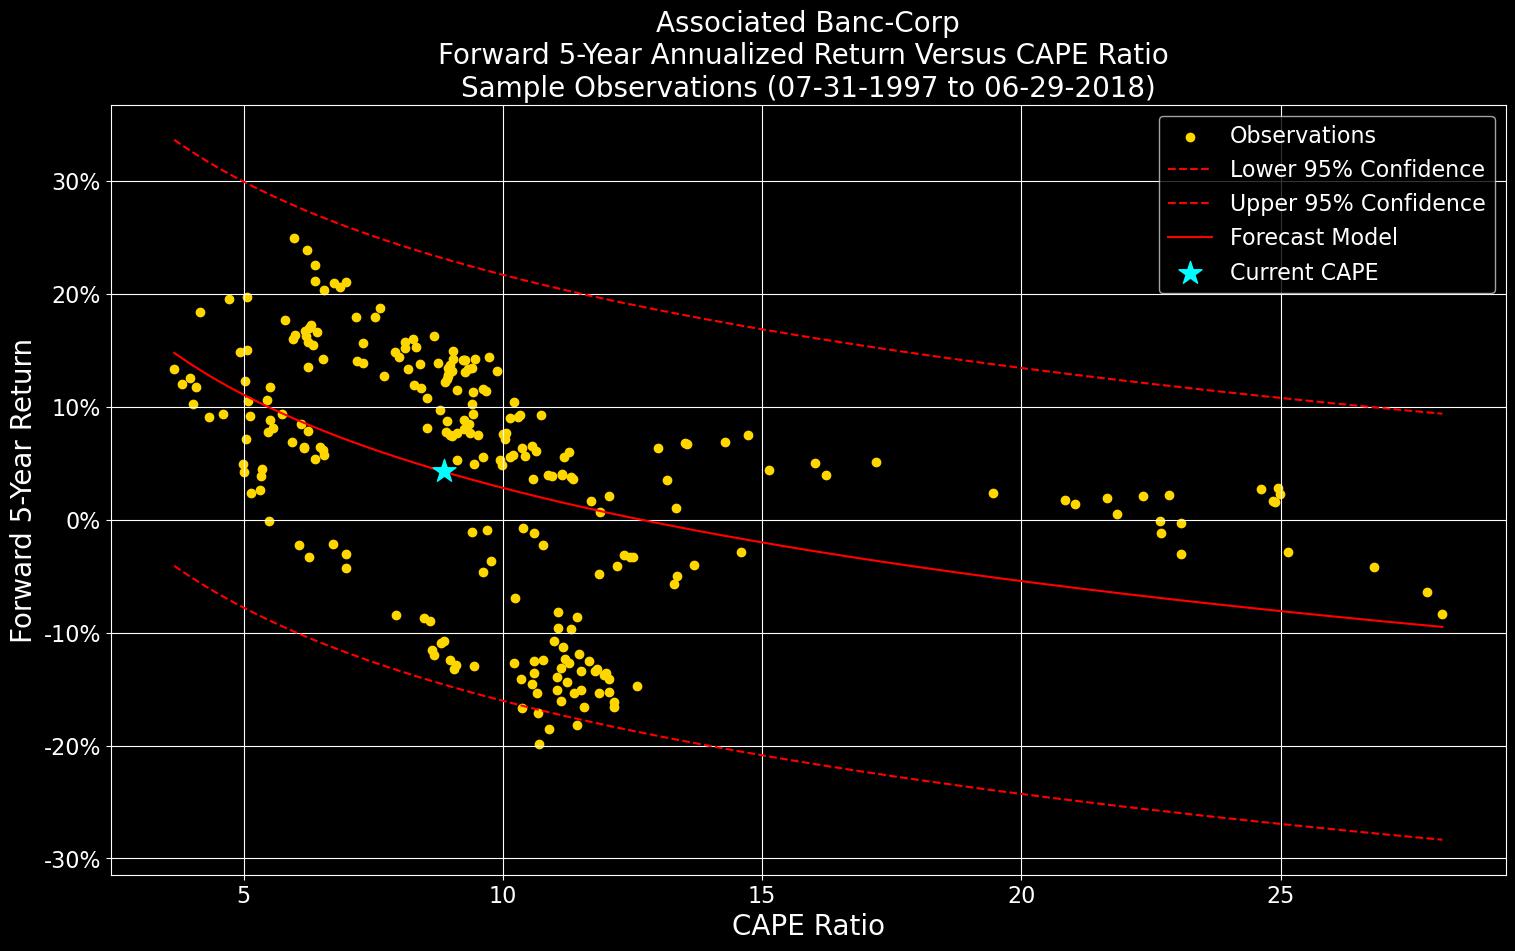 Associated Banc-Corp
Forward 5-Year Annualized Return Versus CAPE Ratio
Sample Observations (07-31-1997 to 06-29-2018)
Observations
Lower 95% Confidence
Upper 95% Confidence
Forecast Model
Current CAPE
Forward 5-Year Return
30%
20%
10%
0%
-10%
-20%
-30%
5
10
15
20
25
CAPE Ratio